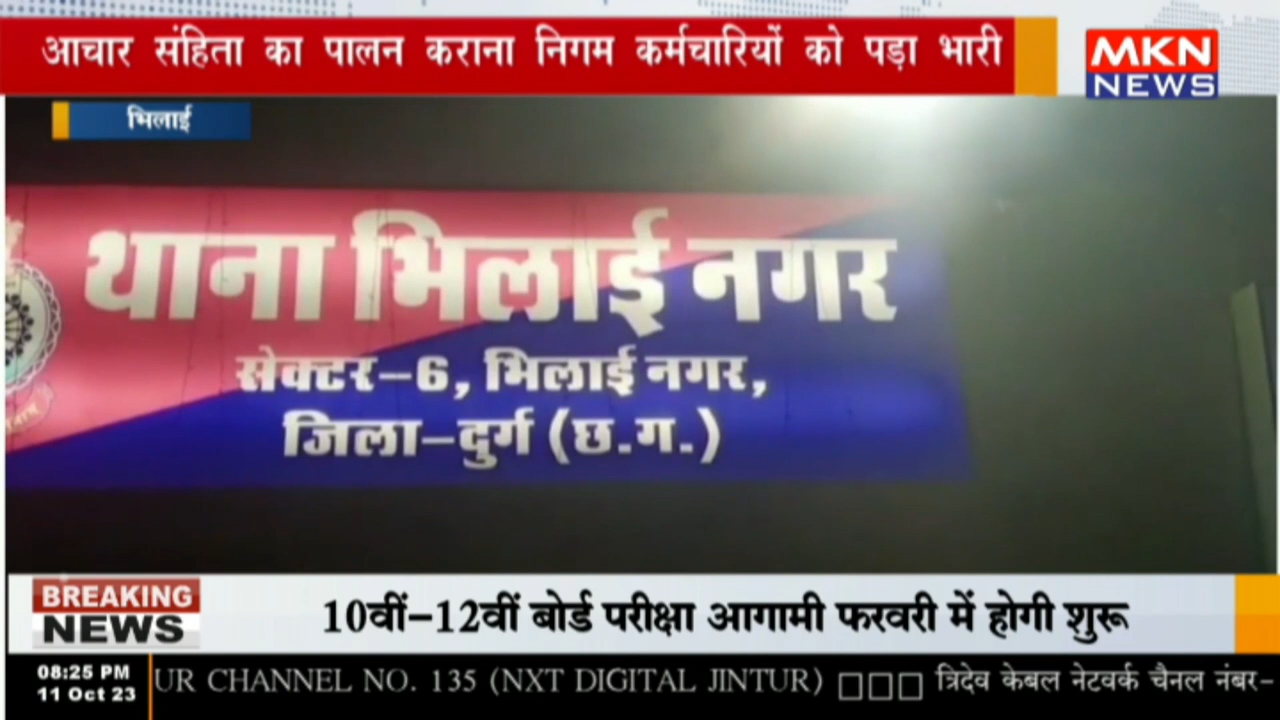 आचार संहिता का पालन कराना निगम कर्मचारियों को पड़ा भारी
MKN
NEWS
भिलाई
थाना भिलाई नगर
सेक्टर-6, भिलाई नगर,
जिला-दुर्ग (छ.ग.)
BREAKING
NEWS
10वीं-12वीं बोर्ड परीक्षा आगामी फरवरी में होगी शुरू
08:25 PM
11 Oct 23
UR CHANNEL NO. 135 (NXT DIGITAL JINTUR) □□□ त्रिदेव केबल नेटवर्क चैनल नंबर-